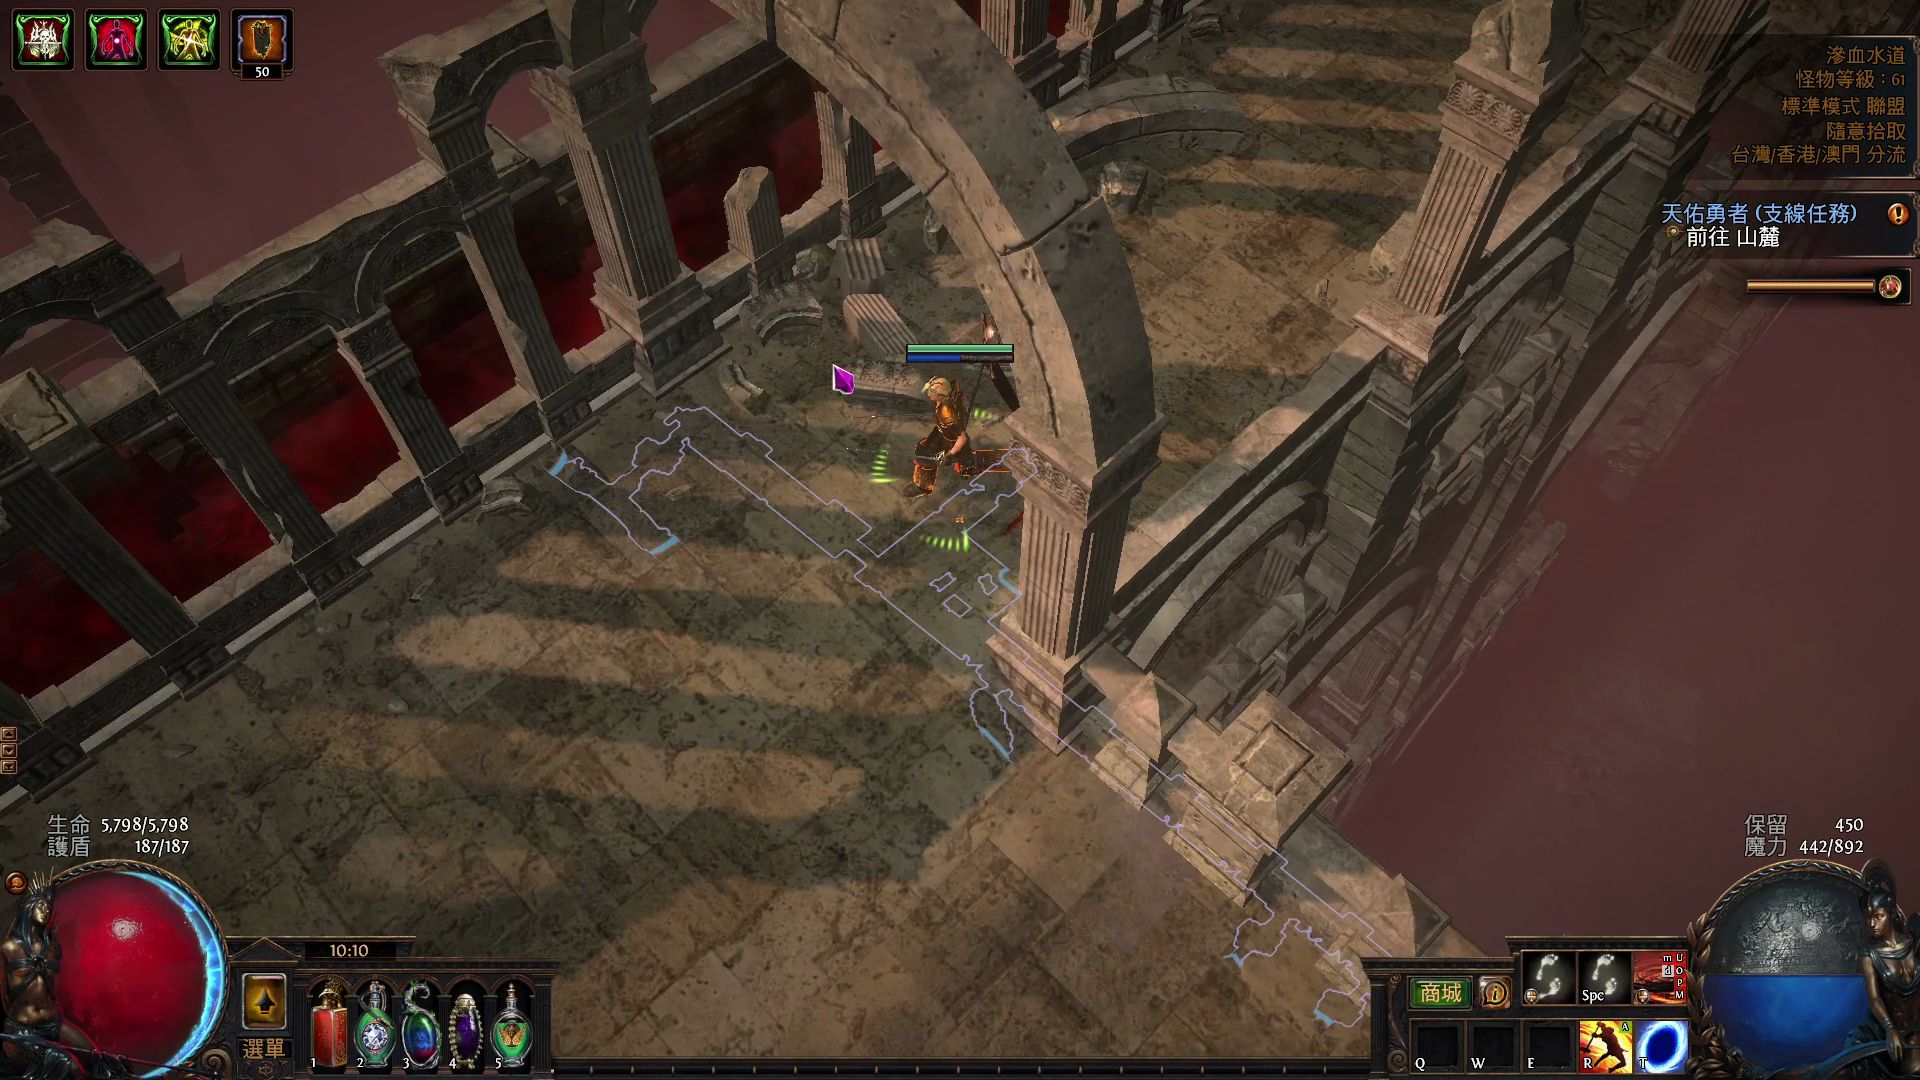 50
滲血水道
怪物等級：61
標準模式 聯盟
隨意拾取
台灣/香港/澳門 分流
天佑勇者 (支線任務)
前往 山麓
生命 5,798/5,798
護盾 187/187
保留 450
魔力 442/892
10:10
選單
1 2 3 4 5
商城
Spc
m U
d O
P
M
A
Q W E R T